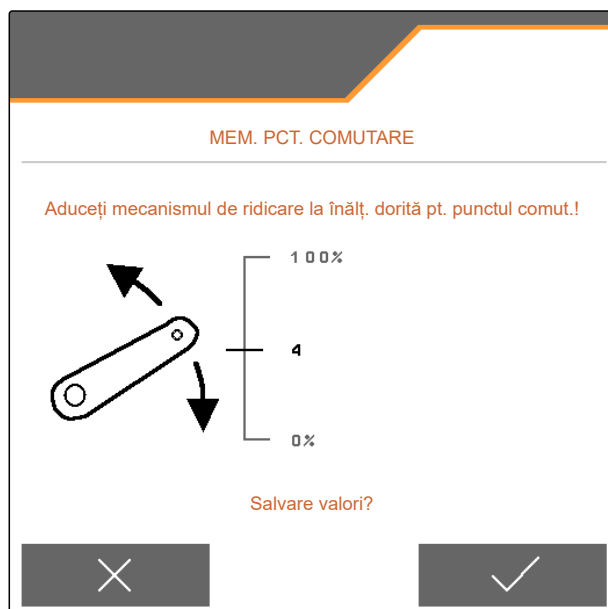 MEM. PCT. COMUTARE
Aduceți mecanismul de ridicare la înălț. dorită pt. punctul comut.!
100%
4
0%
Salvare valori?